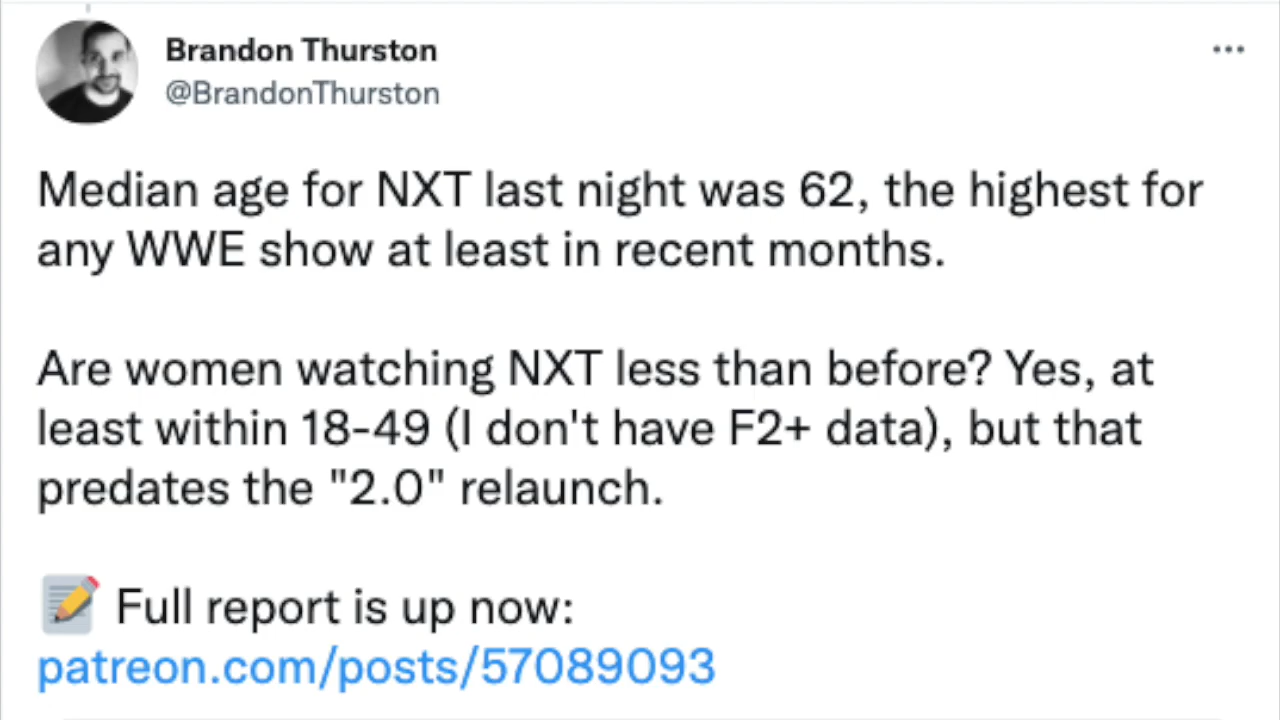 Brandon Thurston
@BrandonThurston
Median age for NXT last night was 62, the highest for
any WWE show at least in recent months.
Are women watching NXT less than before? Yes, at
least within 18-49 (I don't have F2+ data), but that
predates the "2.0" relaunch.
📝 Full report is up now:
patreon.com/posts/57089093